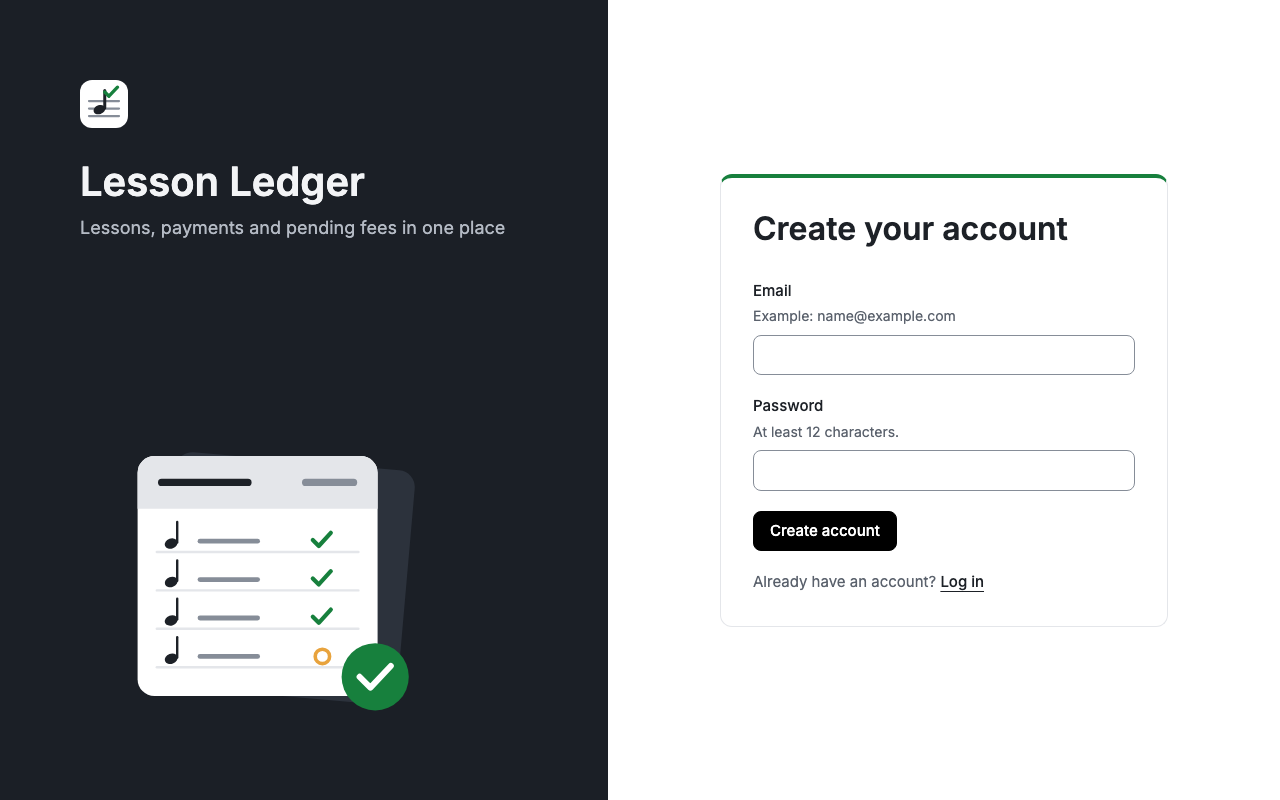 Lesson Ledger
Lessons, payments and pending fees in one place
Create your account
Email
Example: name@example.com
Password
At least 12 characters.
Create account
Already have an account? Log in